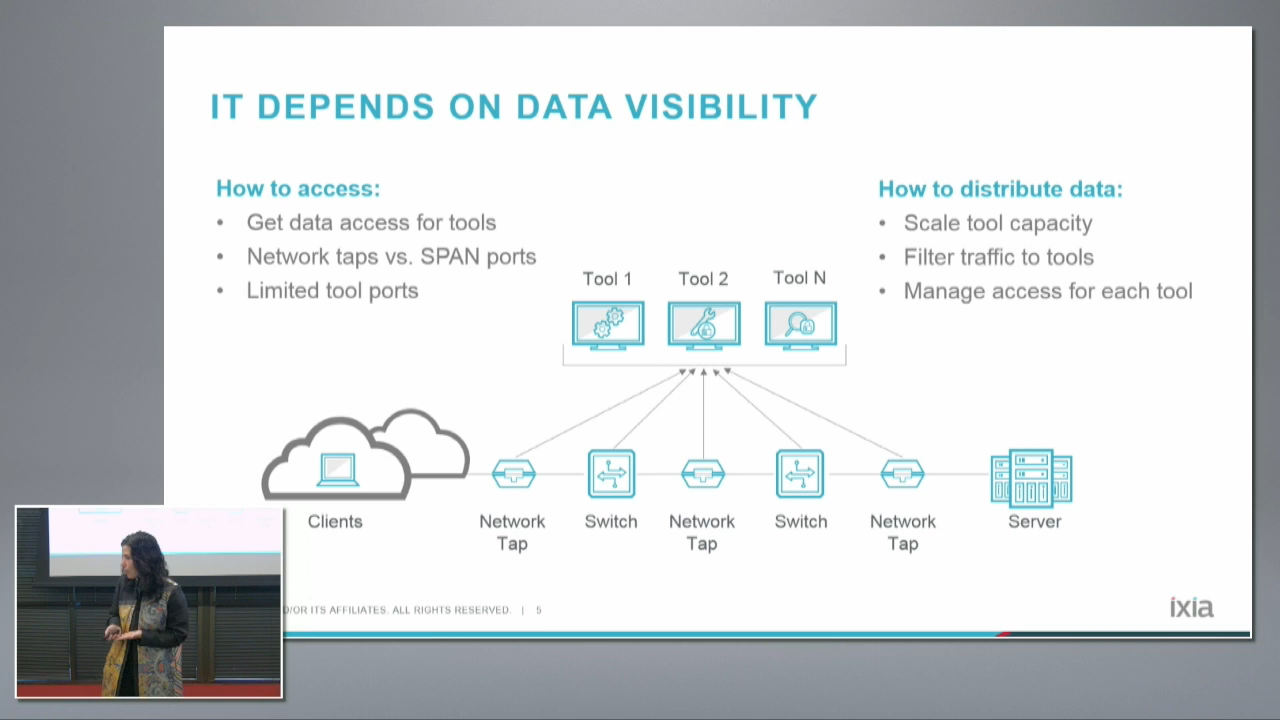 IT DEPENDS ON DATA VISIBILITY
How to access:
• Get data access for tools
• Network taps vs. SPAN ports
• Limited tool ports
How to distribute data:
• Scale tool capacity
• Filter traffic to tools
• Manage access for each tool
Tool 1
Tool 2
Tool N
Clients
Network
Tap
Switch
Network
Tap
Switch
Network
Tap
Server
D/OR ITS AFFILIATES. ALL RIGHTS RESERVED. | 5
ixia